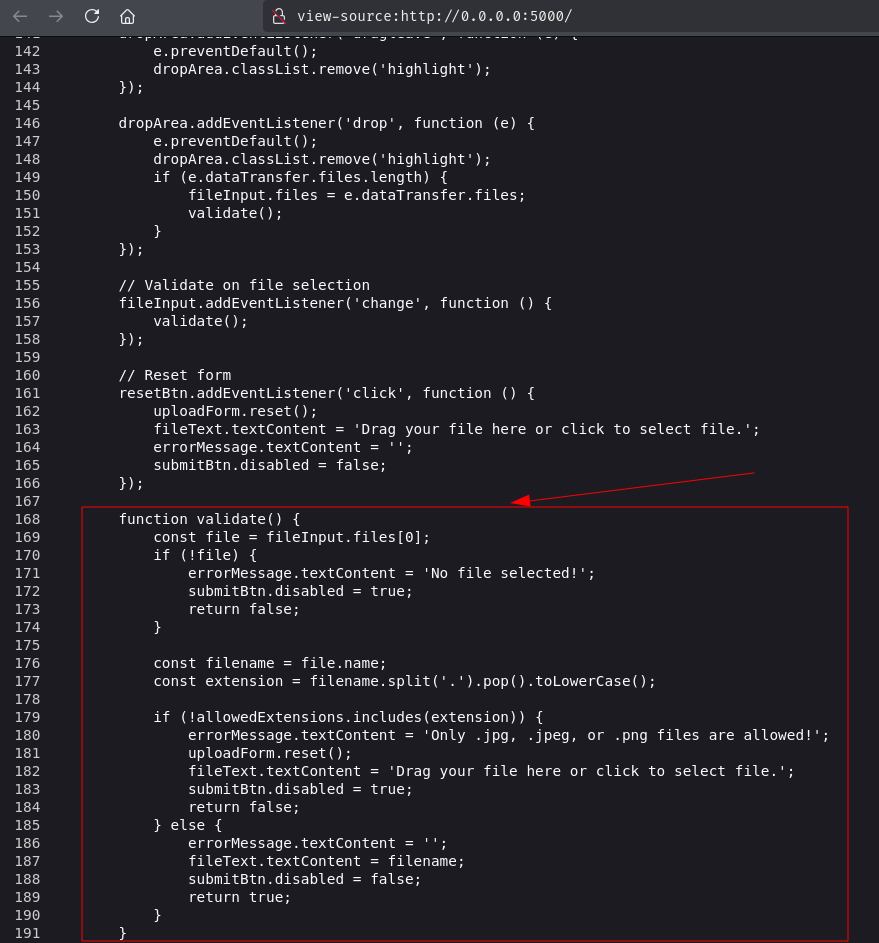 view-source:http://0.0.0.0:5000/
142 e.preventDefault();
143 dropArea.classList.remove('highlight');
144 });
145
146 dropArea.addEventListener('drop', function (e) {
147 e.preventDefault();
148 dropArea.classList.remove('highlight');
149 if (e.dataTransfer.files.length) {
150 fileInput.files = e.dataTransfer.files;
151 validate();
152 }
153 });
154
155 // Validate on file selection
156 fileInput.addEventListener('change', function () {
157 validate();
158 });
159
160 // Reset form
161 resetBtn.addEventListener('click', function () {
162 uploadForm.reset();
163 fileText.textContent = 'Drag your file here or click to select file.';
164 errorMessage.textContent = '';
165 submitBtn.disabled = false;
166 });
167
168 function validate() {
169 const file = fileInput.files[0];
170 if (!file) {
171 errorMessage.textContent = 'No file selected!';
172 submitBtn.disabled = true;
173 return false;
174 }
175
176 const filename = file.name;
177 const extension = filename.split('.').pop().toLowerCase();
178
179 if (!allowedExtensions.includes(extension)) {
180 errorMessage.textContent = 'Only .jpg, .jpeg, or .png files are allowed!';
181 uploadForm.reset();
182 fileText.textContent = 'Drag your file here or click to select file.';
183 submitBtn.disabled = true;
184 return false;
185 } else {
186 errorMessage.textContent = '';
187 fileText.textContent = filename;
188 submitBtn.disabled = false;
189 return true;
190 }
191 }